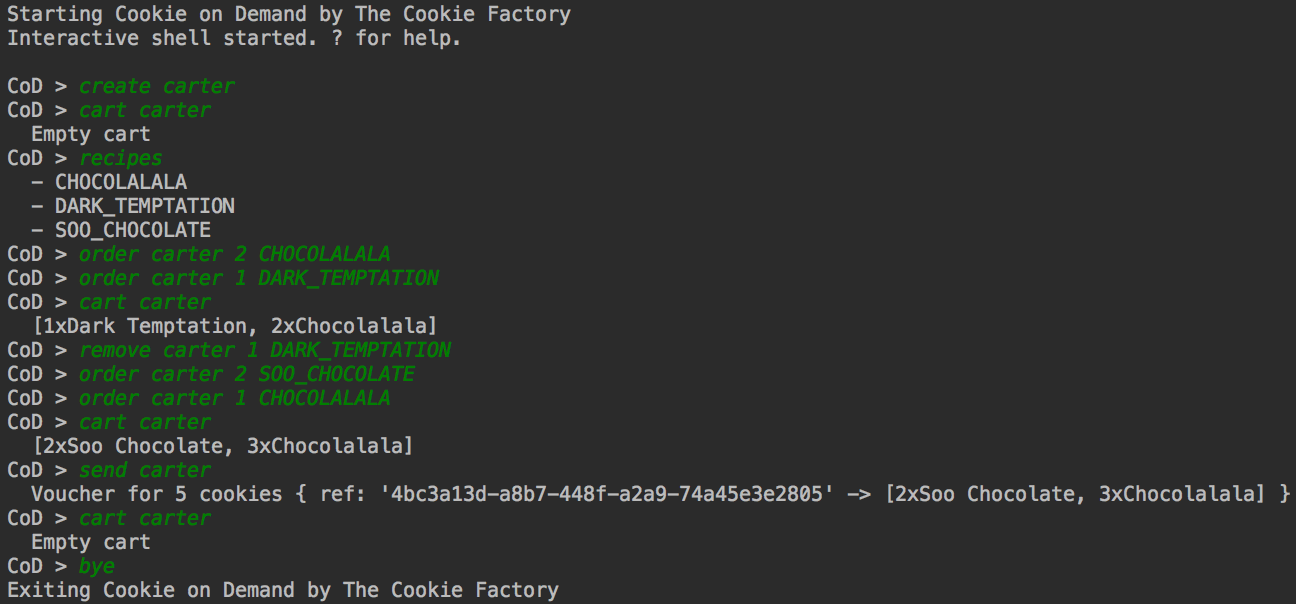 Starting Cookie on Demand by The Cookie Factory
Interactive shell started. ? for help.
CoD > create carter
CoD > cart carter
Empty cart
CoD > recipes
- CHOCOLALALA
- DARK_TEMPTATION
- SOO_CHOCOLATE
CoD > order carter 2 CHOCOLALALA
CoD > order carter 1 DARK_TEMPTATION
CoD > cart carter
[1xDark Temptation, 2xChocolalala]
CoD > remove carter 1 DARK_TEMPTATION
CoD > order carter 2 SOO_CHOCOLATE
CoD > order carter 1 CHOCOLALALA
CoD > cart carter
[2xSoo Chocolate, 3xChocolalala]
CoD > send carter
Voucher for 5 cookies { ref: '4bc3a13d-a8b7-448f-a2a9-74a45e3e2805' -> [2xSoo Chocolate, 3xChocolalala] }
CoD > cart carter
Empty cart
CoD > bye
Exiting Cookie on Demand by The Cookie Factory